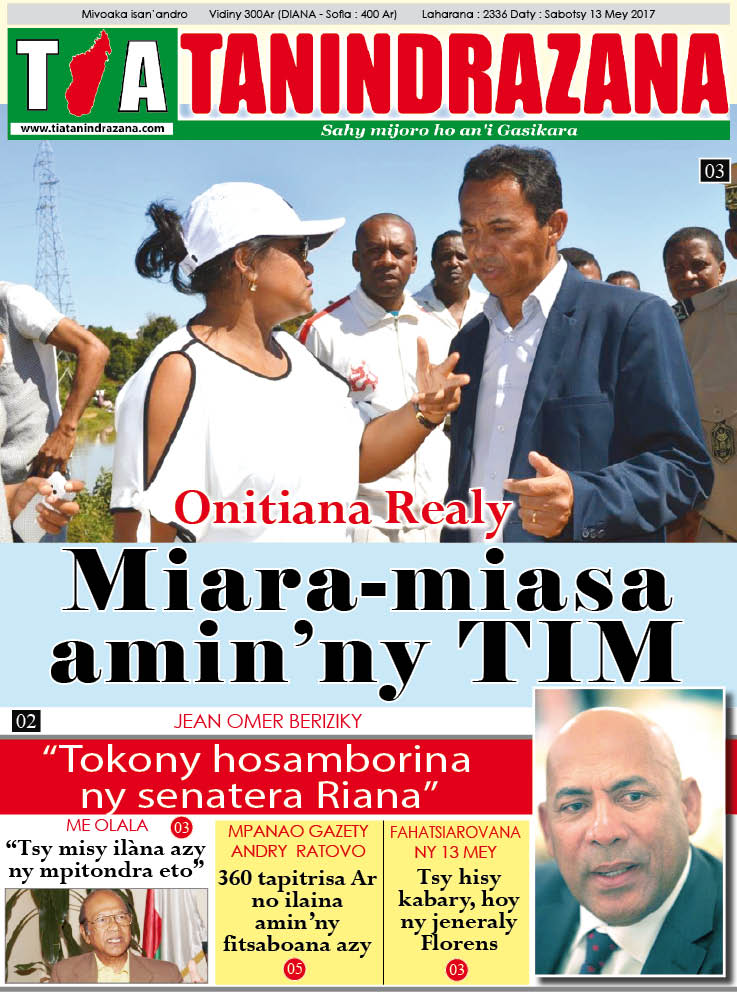 Mivoaka isan`andro Vidiny 300Ar (DIANA - Sofia : 400 Ar) Laharana : 2336 Daty : Sabotsy 13 Mey 2017
TIA TANINDRAZANA
www.tiatanindrazana.com
Sahy mijoro ho an'i Gasikara
03
Onitiana Realy
Miara-miasa
amin’ny TIM
02
JEAN OMER BERIZIKY
“Tokony hosamborina
ny senatera Riana”
ME OLALA 03
“Tsy misy ilàna azy
ny mpitondra eto”
MPANAO GAZETY
ANDRY RATOVO
360 tapitrisa Ar
no ilaina
amin’ny
fitsaboana azy
05
FAHATSIAROVANA
NY 13 MEY
Tsy hisy
kabary, hoy
ny jeneraly
Florens
03